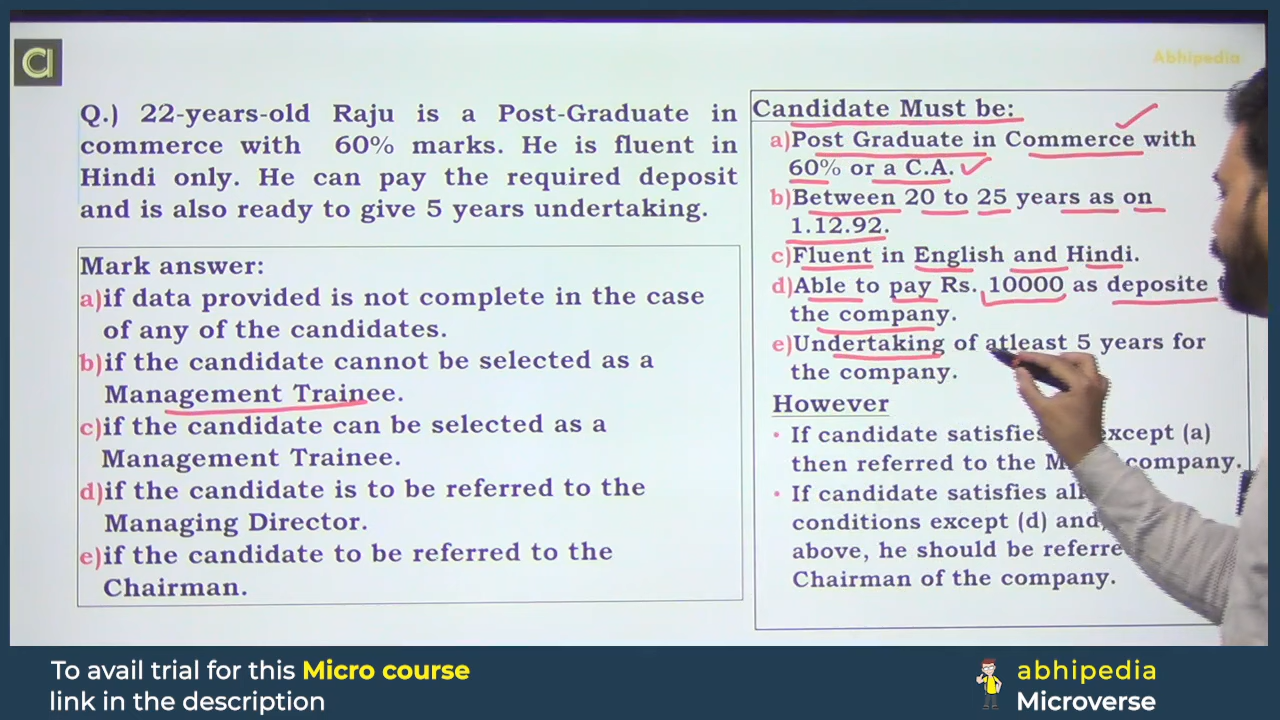 Abhipedia
Q.) 22-years-old Raju is a Post-Graduate in
commerce with 60% marks. He is fluent in
Hindi only. He can pay the required deposit
and is also ready to give 5 years undertaking.
Mark answer:
a)if data provided is not complete in the case
of any of the candidates.
b)if the candidate cannot be selected as a
Management Trainee.
c)if the candidate can be selected as a
Management Trainee.
d)if the candidate is to be referred to the
Managing Director.
e)if the candidate to be referred to the
Chairman.
Candidate Must be:
a)Post Graduate in Commerce with
60% or a C.A.
b)Between 20 to 25 years as on
1.12.92.
c)Fluent in English and Hindi.
d)Able to pay Rs. 10000 as deposite
the company.
e)Undertaking of atleast 5 years for
the company.
However
• If candidate satisfies except (a)
then referred to the company.
• If candidate satisfies all
conditions except (d) and
above, he should be
Chairman of the company.
To avail trial for this Micro course
link in the description
abhipedia
Microverse